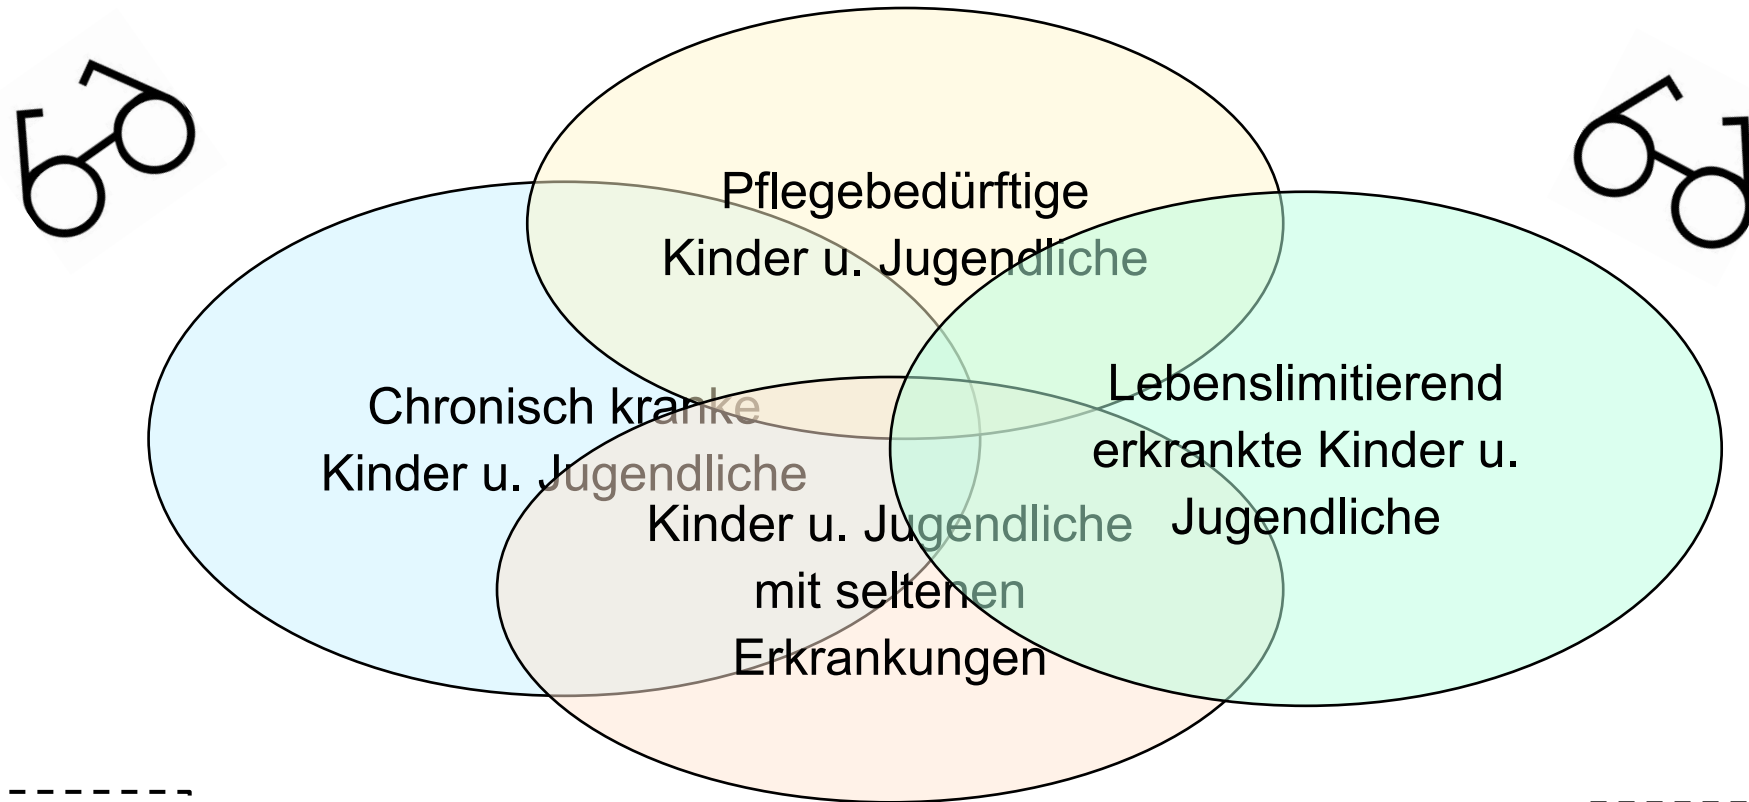 Pflegebedürftige
Kinder u. Jugendliche
Chronisch kranke
Kinder u. Jugendliche
Lebenslimitierend
erkrankte Kinder u.
Jugendliche
Kinder u. Jugendliche
mit seltenen
Erkrankungen